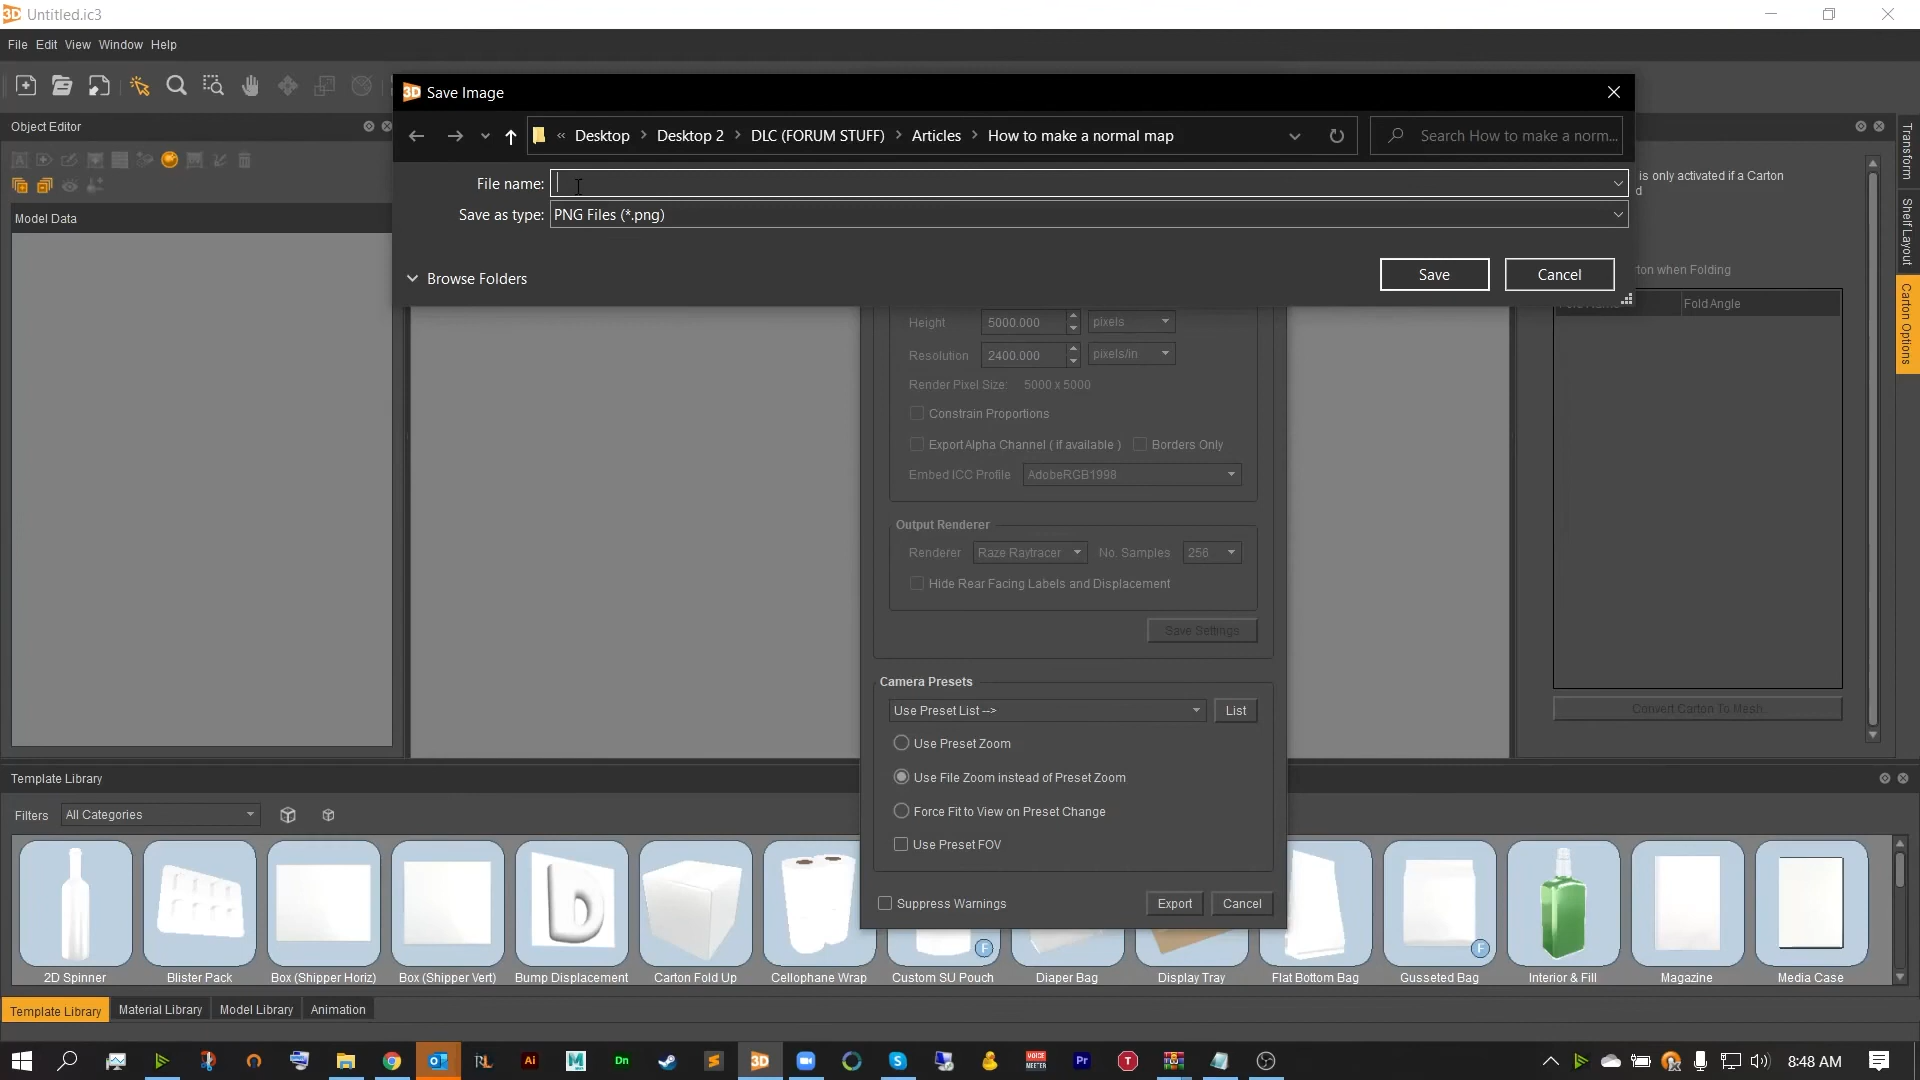 3D Untitled.ic3
File Edit View Window Help
Object Editor
Model Data
3D Save Image
« Desktop > Desktop 2 > DLC (FORUM STUFF) > Articles > How to make a normal map
Search How to make a norm...
File name:
Save as type: PNG Files (*.png)
Browse Folders
Save Cancel
is only activated if a Carton
d
ton when Folding
Fold Angle
Convert Carton To Mesh
Transform
Shelf Layout
Carton Options
Height 5000.000 pixels
Resolution 2400.000 pixels/in
Render Pixel Size: 5000 x 5000
Constrain Proportions
Export Alpha Channel ( if available ) Borders Only
Embed ICC Profile AdobeRGB1998
Output Renderer
Renderer Raze Raytracer No. Samples 256
Hide Rear Facing Labels and Displacement
Save Settings
Camera Presets
Use Preset List --> List
Use Preset Zoom
Use File Zoom instead of Preset Zoom
Force Fit to View on Preset Change
Use Preset FOV
Suppress Warnings Export Cancel
Template Library
Filters All Categories
2D Spinner Blister Pack Box (Shipper Horiz) Box (Shipper Vert) Bump Displacement Carton Fold Up Cellophane Wrap Custom SU Pouch Diaper Bag Display Tray Flat Bottom Bag Gusseted Bag Interior & Fill Magazine Media Case
Template Library Material Library Model Library Animation
8:48 AM